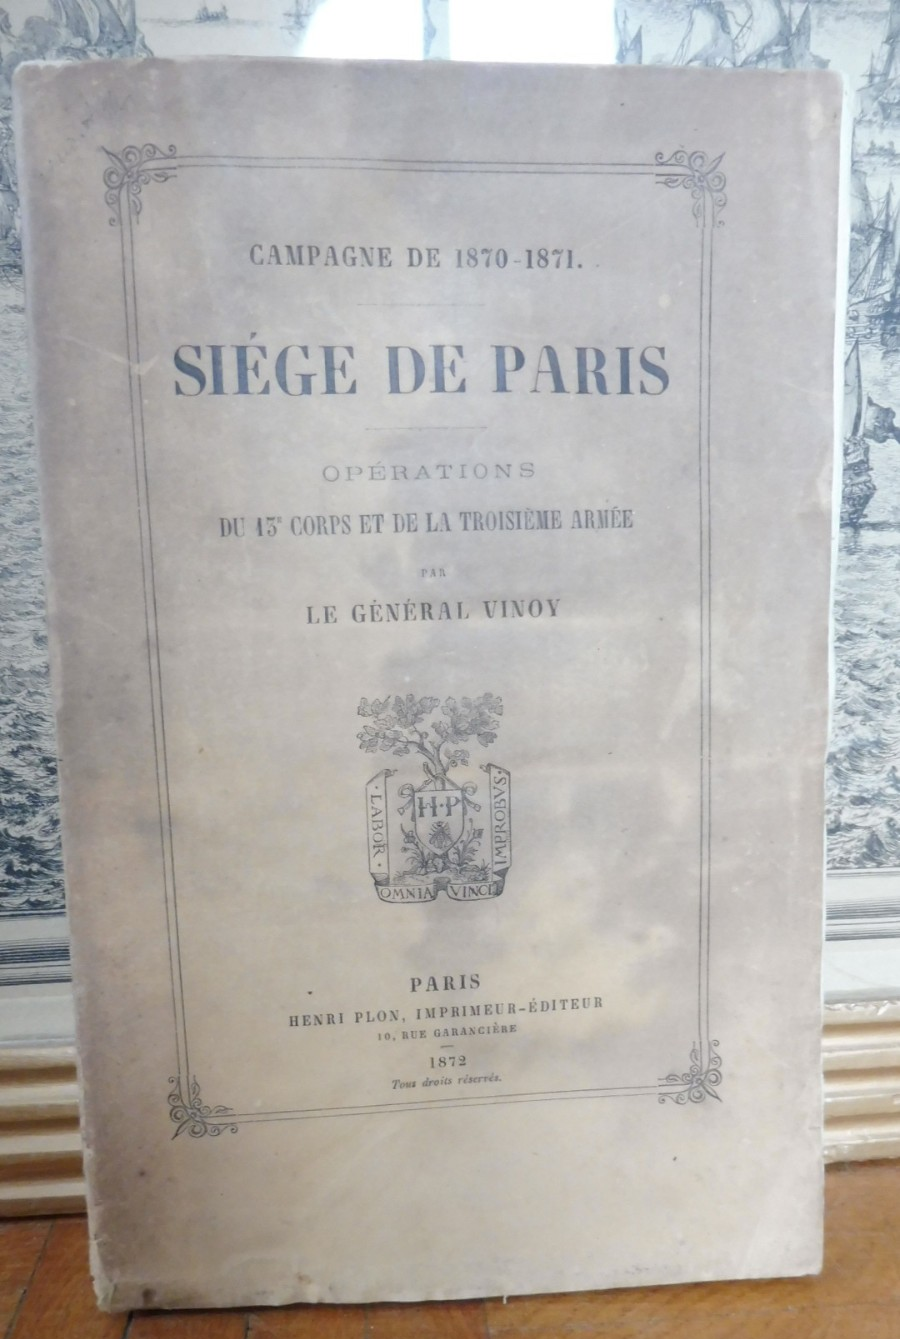 CAMPAGNE DE 1870-1871.
SIÉGE DE PARIS
OPÉRATIONS
DU 13E CORPS ET DE LA TROISIÈME ARMÉE
PAR
LE GÉNÉRAL VINOY
H·P
·LABOR·
IMPROBVS·
OMNIA VINCIT
PARIS
HENRI PLON, IMPRIMEUR-ÉDITEUR
10, RUE GARANCIÈRE
1872
Tous droits réservés.